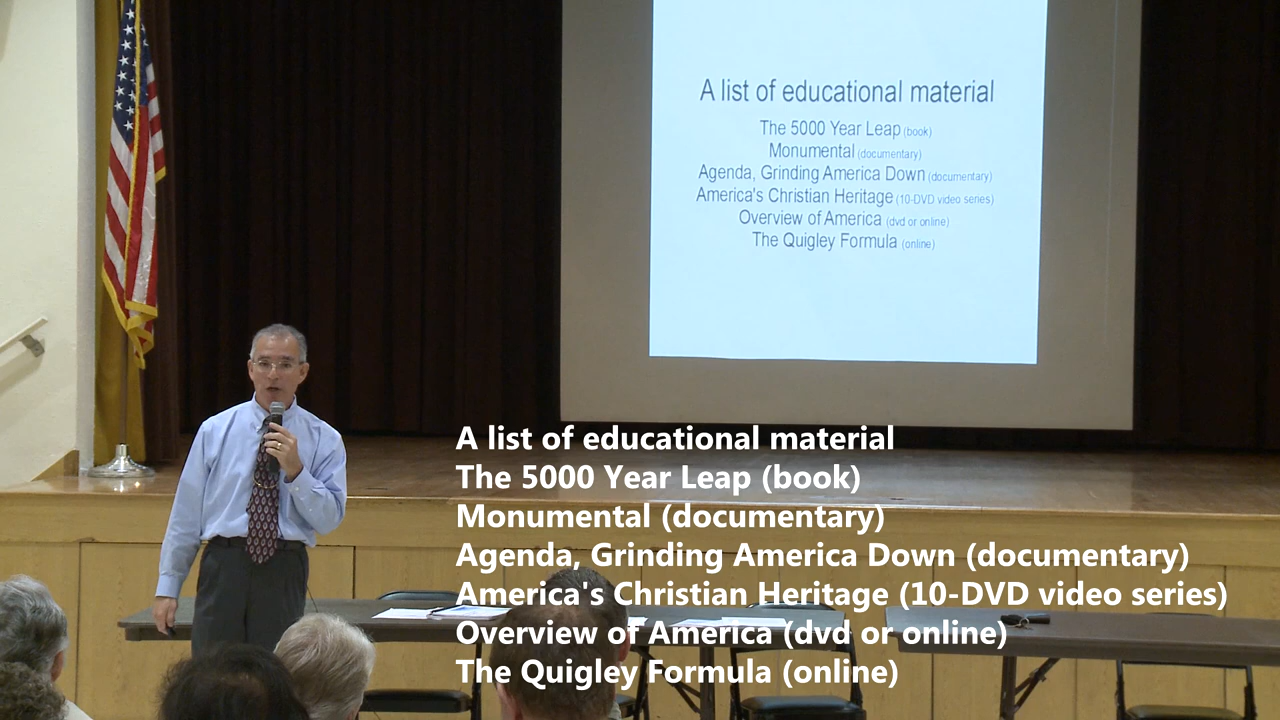 A list of educational material
The 5000 Year Leap (book)
Monumental (documentary)
Agenda, Grinding America Down (documentary)
America's Christian Heritage (10-DVD video series)
Overview of America (dvd or online)
The Quigley Formula (online)
A list of educational material
The 5000 Year Leap (book)
Monumental (documentary)
Agenda, Grinding America Down (documentary)
America's Christian Heritage (10-DVD video series)
Overview of America (dvd or online)
The Quigley Formula (online)